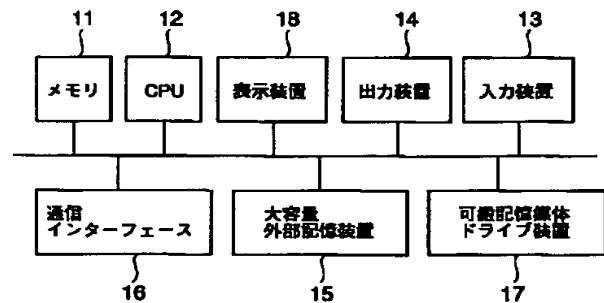 11 12 18 14 13
メモリ CPU 表示装置 出力装置 入力装置
通信 大容量 可搬記憶媒体
インターフェース 外部記憶装置 ドライブ装置
16 15 17